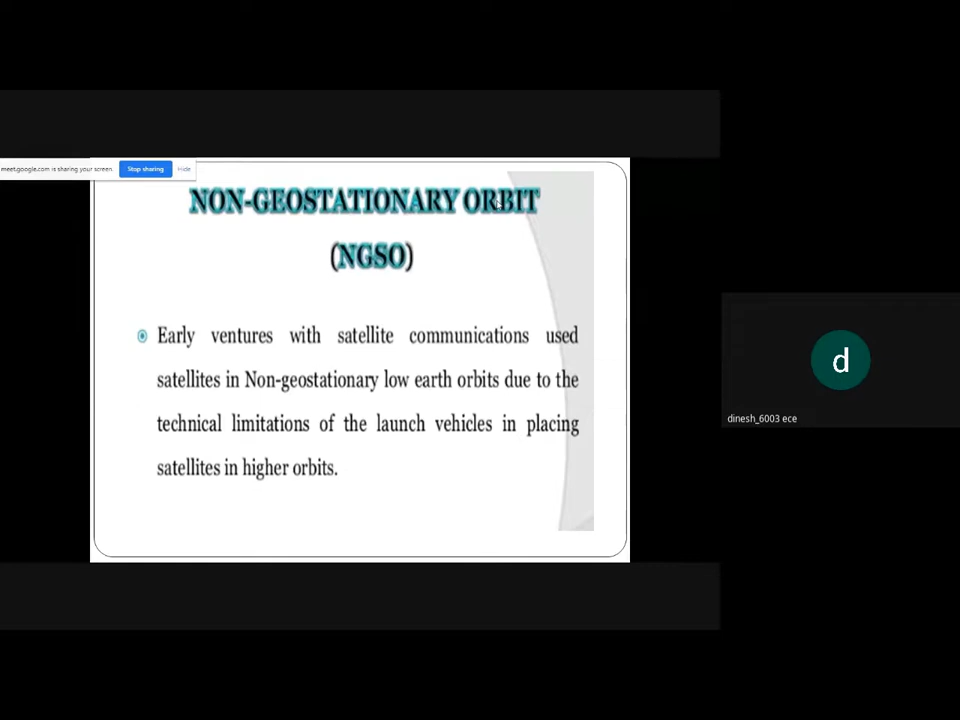 meet.google.com is sharing your screen. Stop sharing Hide
NON-GEOSTATIONARY ORBIT
(NGSO)
Early ventures with satellite communications used
satellites in Non-geostationary low earth orbits due to the
technical limitations of the launch vehicles in placing
satellites in higher orbits.
d
dinesh_6003 ece